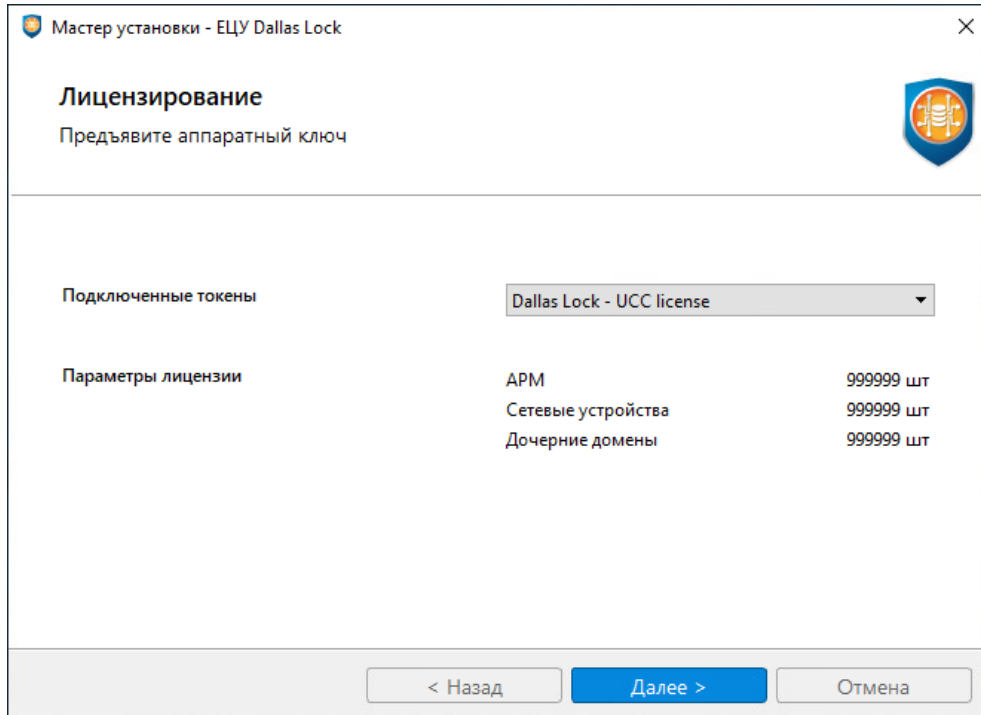 Мастер установки - ЕЦУ Dallas Lock
Лицензирование
Предъявите аппаратный ключ
Подключенные токены
Dallas Lock - UCC license
Параметры лицензии
АРМ 999999 шт
Сетевые устройства 999999 шт
Дочерние домены 999999 шт
< Назад Далее > Отмена